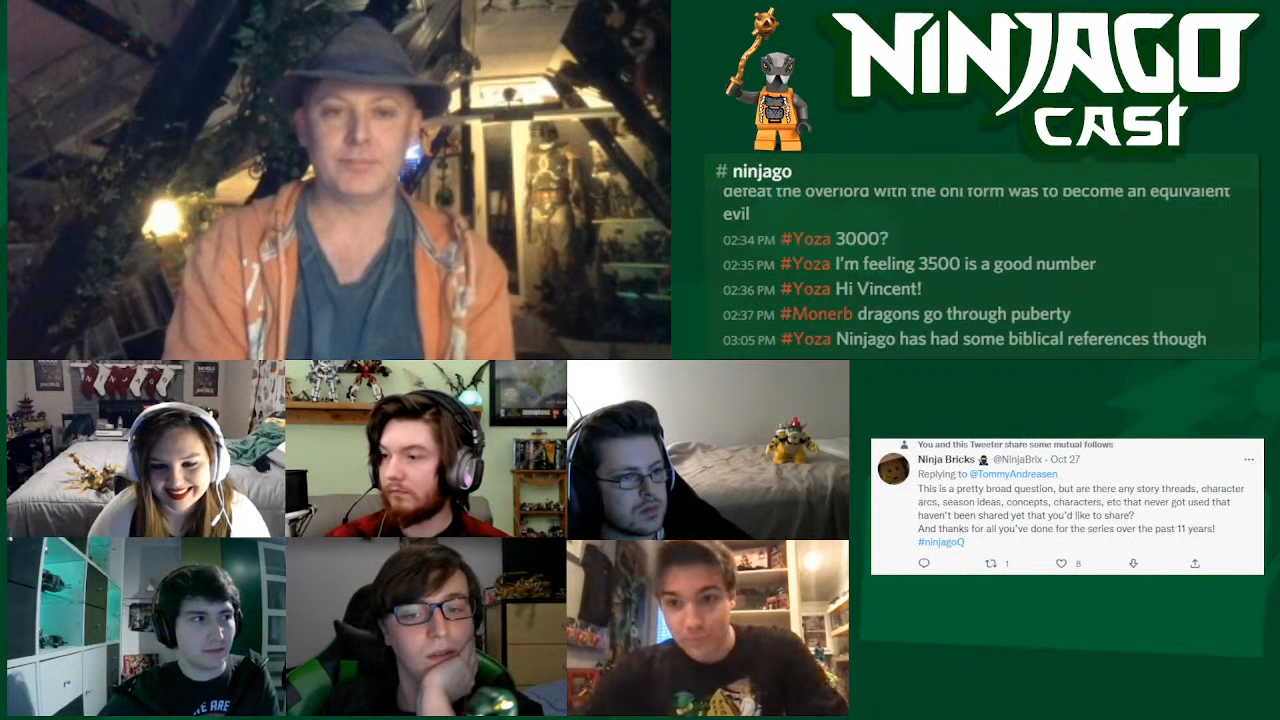 NINJAGO
CAST
# ninjago
defeat the overlord with the oni form was to become an equivalent
evil
02:34 PM #Yoza 3000?
02:35 PM #Yoza I'm feeling 3500 is a good number
02:36 PM #Yoza Hi Vincent!
02:37 PM #Monerb dragons go through puberty
03:05 PM #Yoza Ninjago has had some biblical references though
You and this Tweeter share some mutual follows
Ninja Bricks @NinjaBrix · Oct 27
Replying to @TommyAndreasen
This is a pretty broad question, but are there any story threads, character
arcs, season ideas, concepts, characters, etc that never got used that
haven't been shared yet that you'd like to share?
And thanks for all you've done for the series over the past 11 years!
#ninjagoQ
1
8
WE ARE